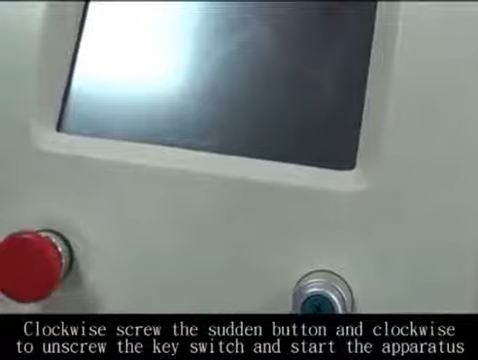 Clockwise screw the sudden button and clockwise
to unscrew the key switch and start the apparatus